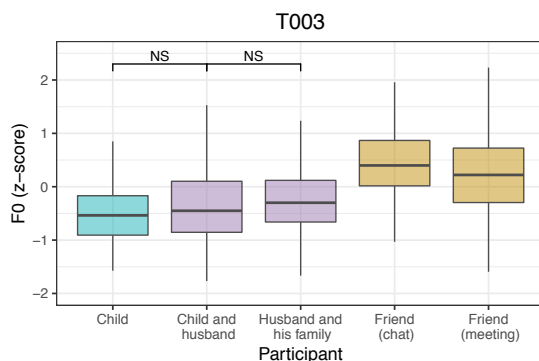 T003
NS NS
2
1
0
−1
−2
F0 (z−score)
Child Child and husband Husband and his family Friend (chat) Friend (meeting)
Participant